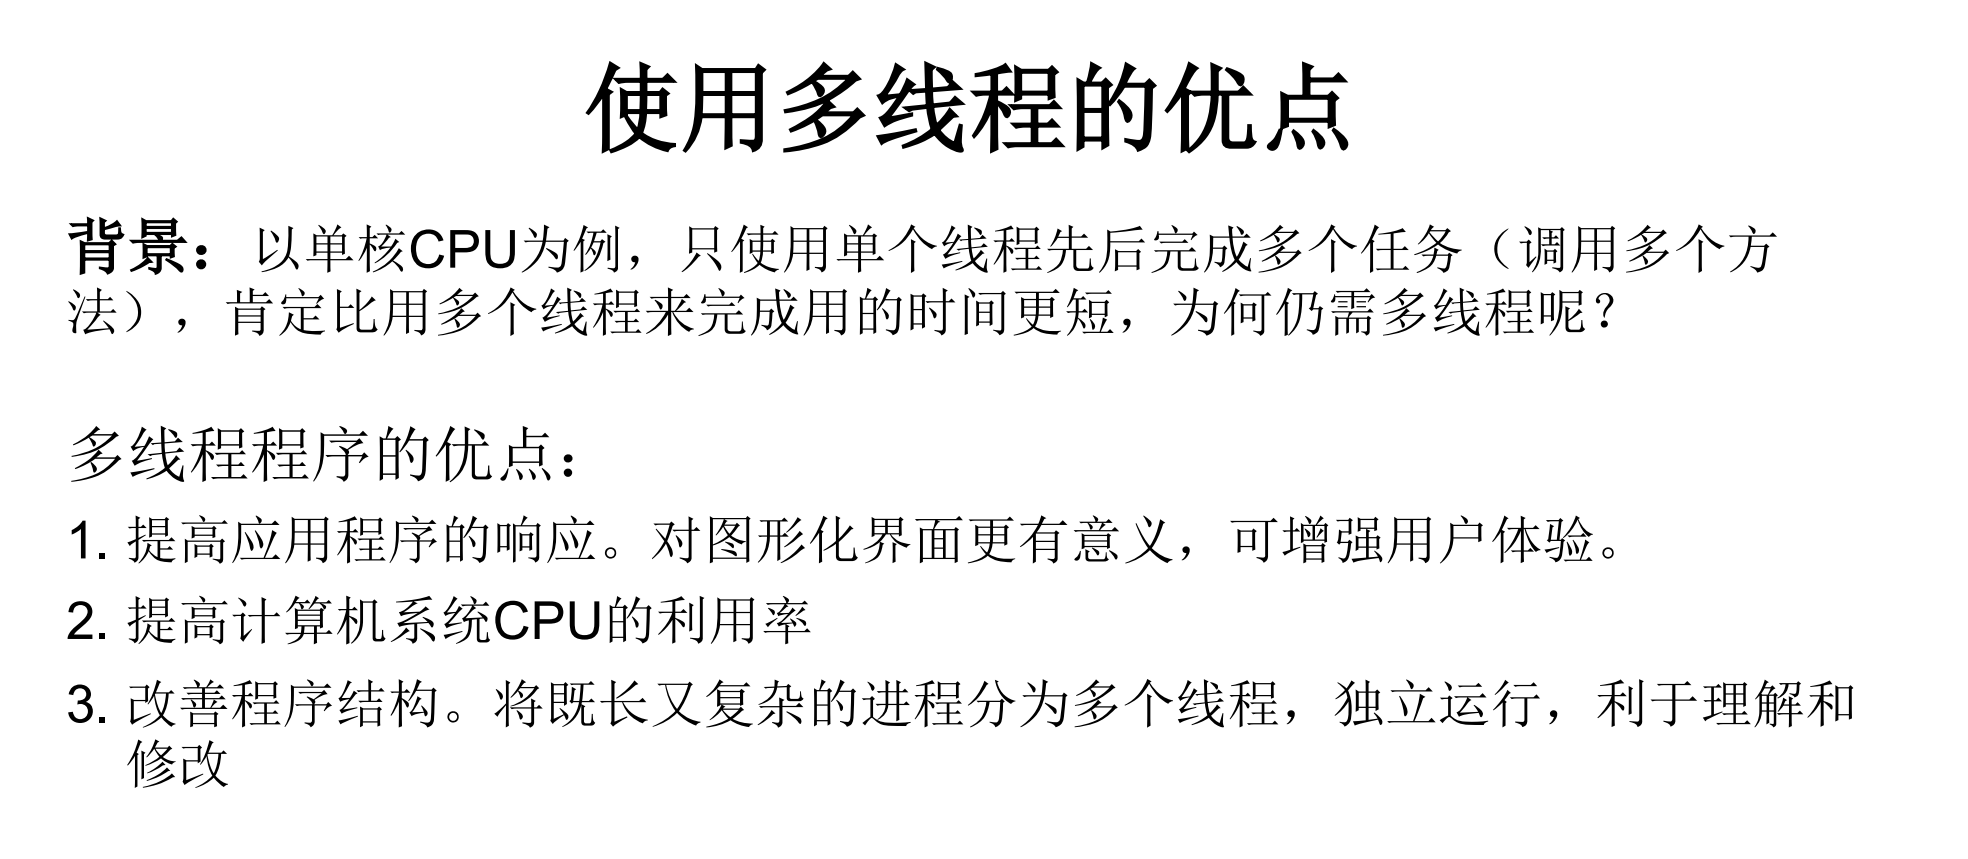 使用多线程的优点
背景：以单核CPU为例，只使用单个线程先后完成多个任务（调用多个方
法），肯定比用多个线程来完成用的时间更短，为何仍需多线程呢？
多线程程序的优点：
1. 提高应用程序的响应。对图形化界面更有意义，可增强用户体验。
2. 提高计算机系统CPU的利用率
3. 改善程序结构。将既长又复杂的进程分为多个线程，独立运行，利于理解和
修改